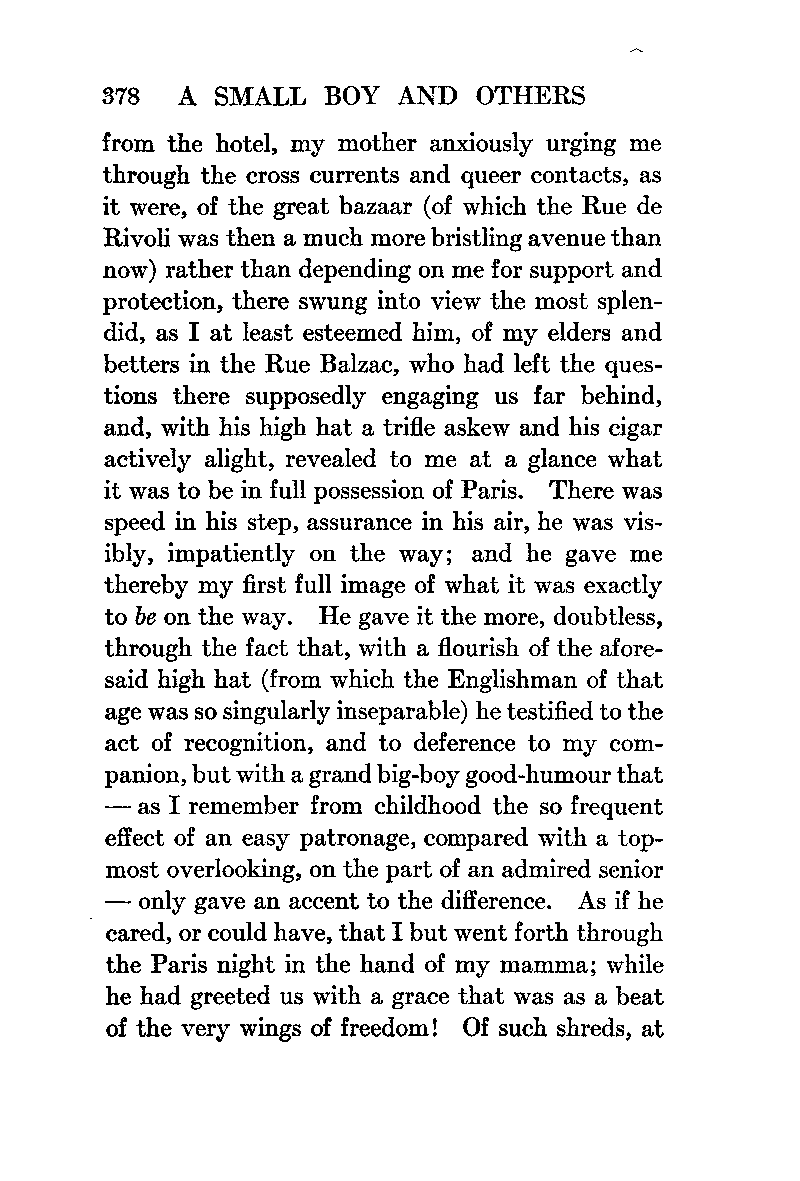 378 A SMALL BOY AND OTHERS
from the hotel, my mother anxiously urging me
through the cross currents and queer contacts, as
it were, of the great bazaar (of which the Rue de
Rivoli was then a much more bristling avenue than
now) rather than depending on me for support and
protection, there swung into view the most splen-
did, as I at least esteemed him, of my elders and
betters in the Rue Balzac, who had left the ques-
tions there supposedly engaging us far behind,
and, with his high hat a trifle askew and his cigar
actively alight, revealed to me at a glance what
it was to be in full possession of Paris. There was
speed in his step, assurance in his air, he was vis-
ibly, impatiently on the way; and he gave me
thereby my first full image of what it was exactly
to be on the way. He gave it the more, doubtless,
through the fact that, with a flourish of the afore-
said high hat (from which the Englishman of that
age was so singularly inseparable) he testified to the
act of recognition, and to deference to my com-
panion, but with a grand big-boy good-humour that
— as I remember from childhood the so frequent
effect of an easy patronage, compared with a top-
most overlooking, on the part of an admired senior
— only gave an accent to the difference. As if he
cared, or could have, that I but went forth through
the Paris night in the hand of my mamma; while
he had greeted us with a grace that was as a beat
of the very wings of freedom! Of such shreds, at